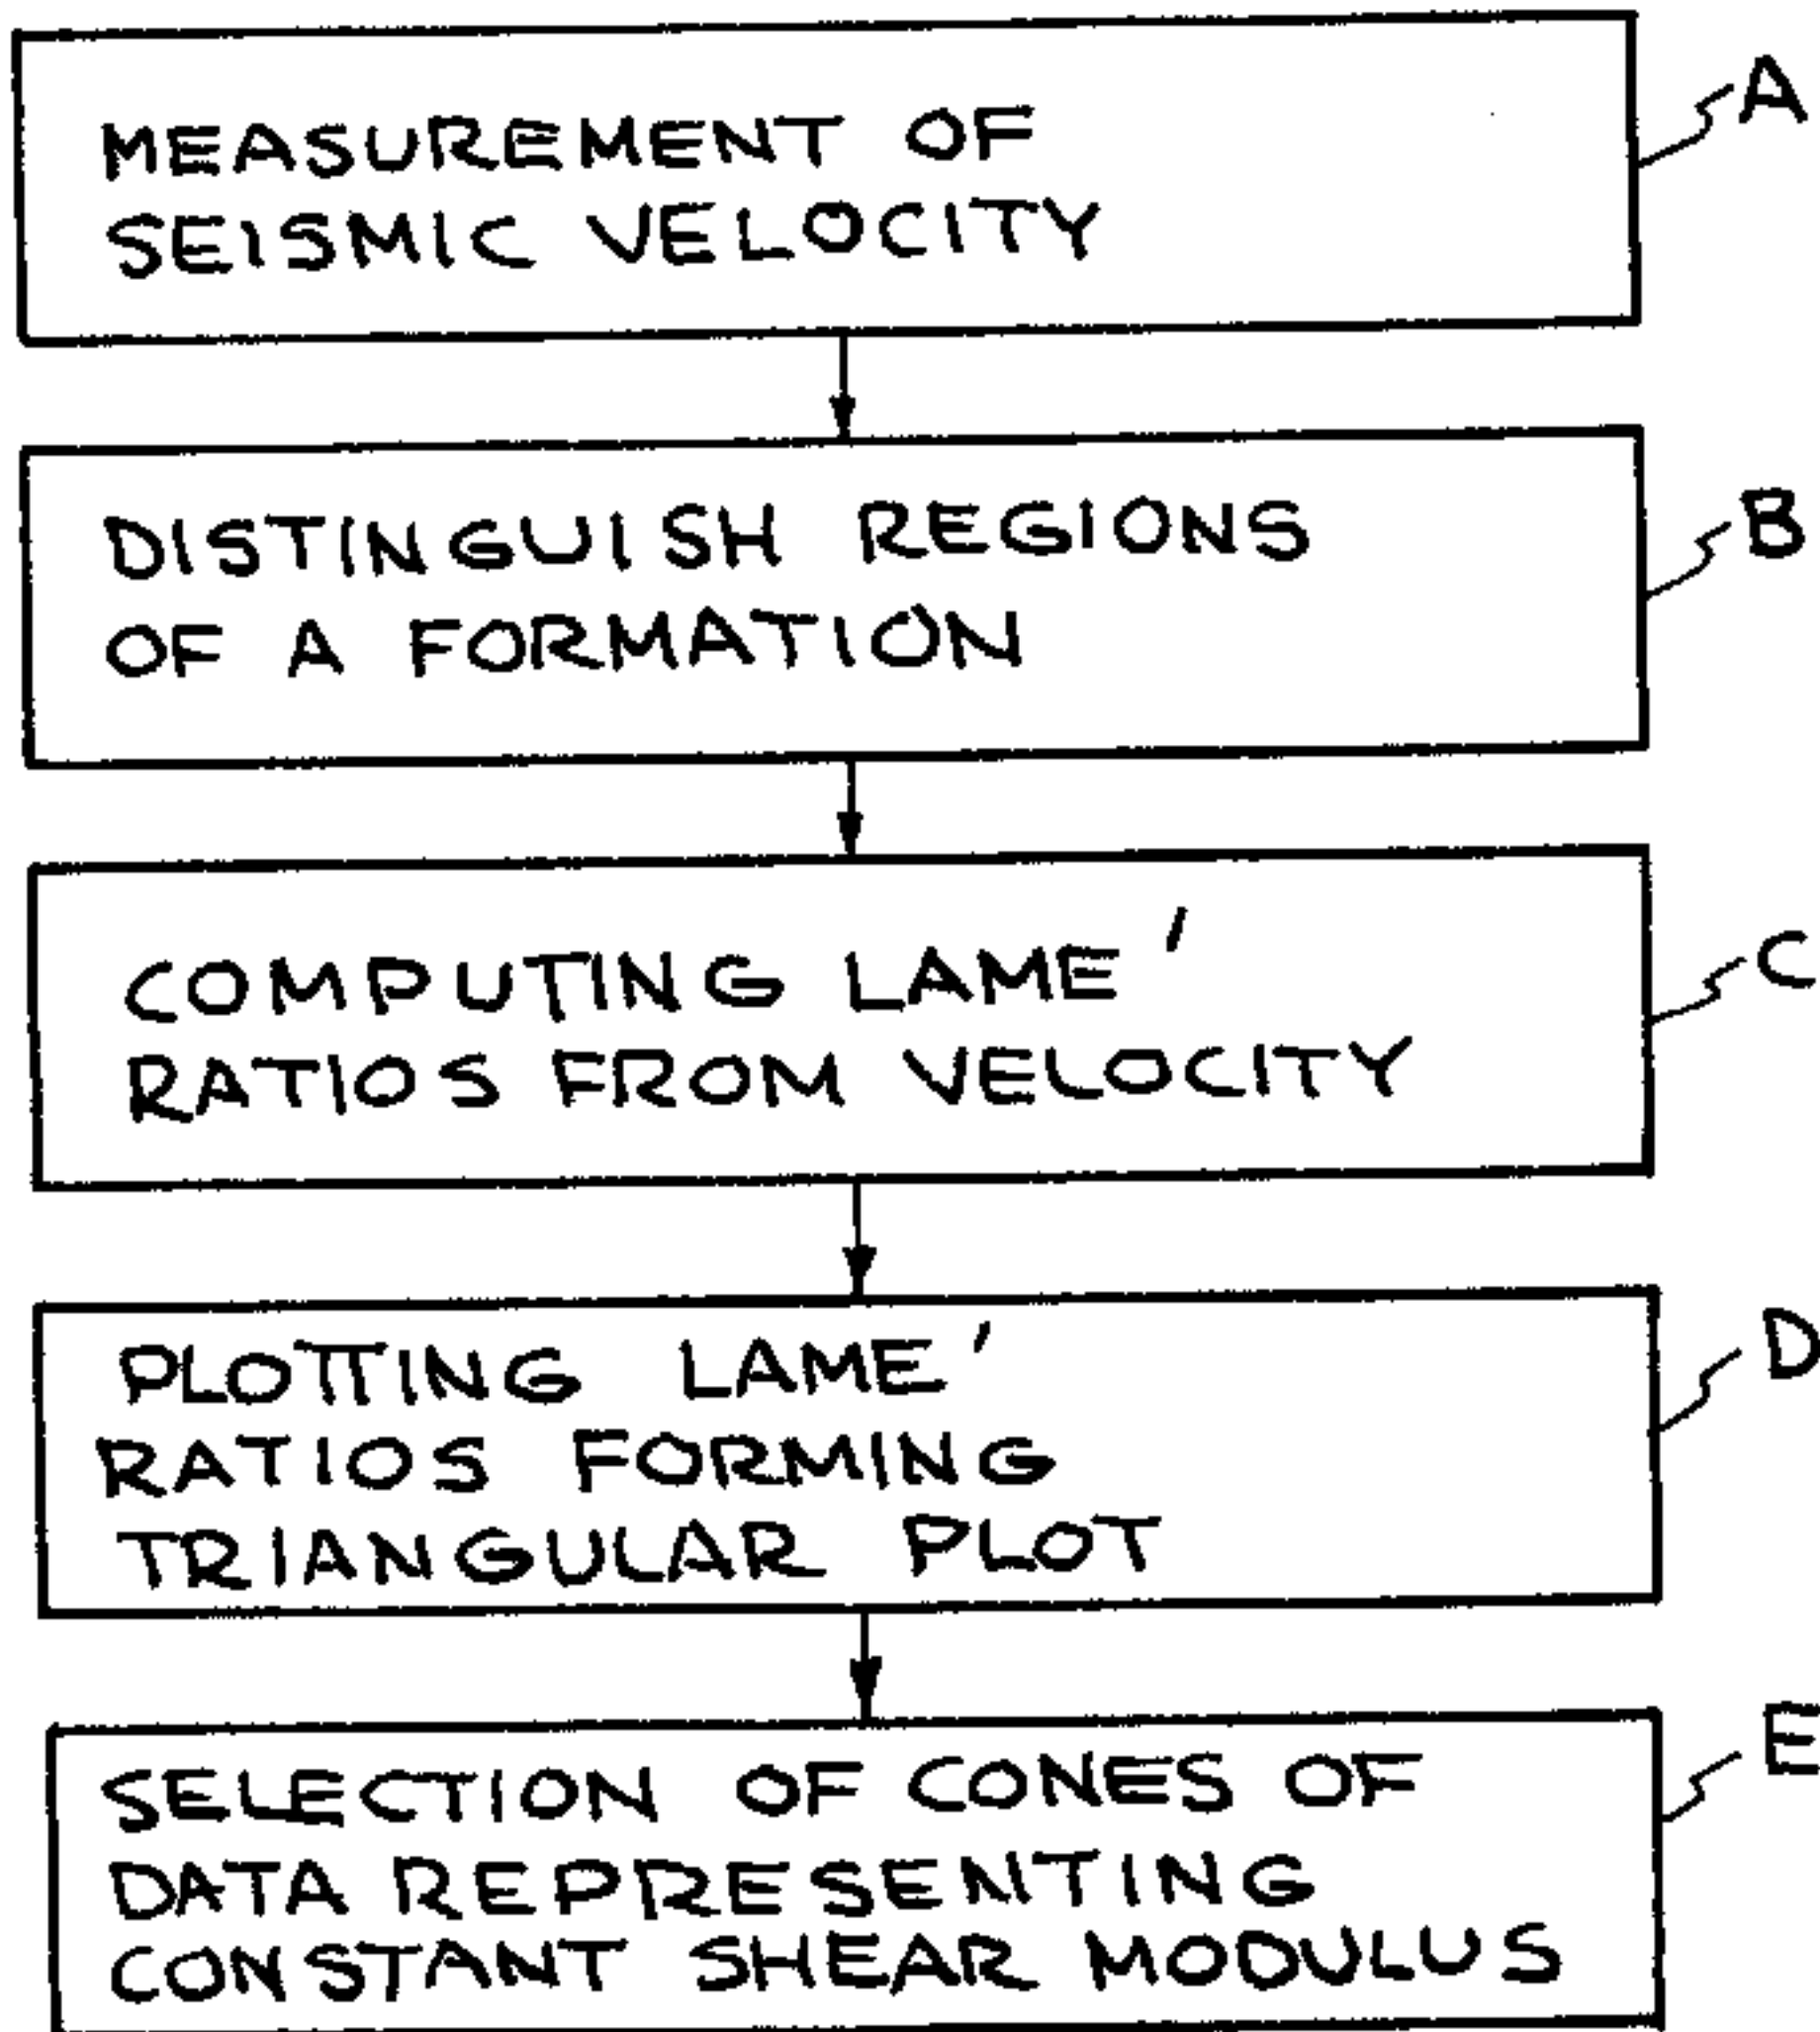 MEASUREMENT OF
SEISMIC VELOCITY
A
DISTINGUISH REGIONS
OF A FORMATION
B
COMPUTING LAME'
RATIOS FROM VELOCITY
C
PLOTTING LAME'
RATIOS FORMING
TRIANGULAR PLOT
D
SELECTION OF CONES OF
DATA REPRESENTING
CONSTANT SHEAR MODULUS
E